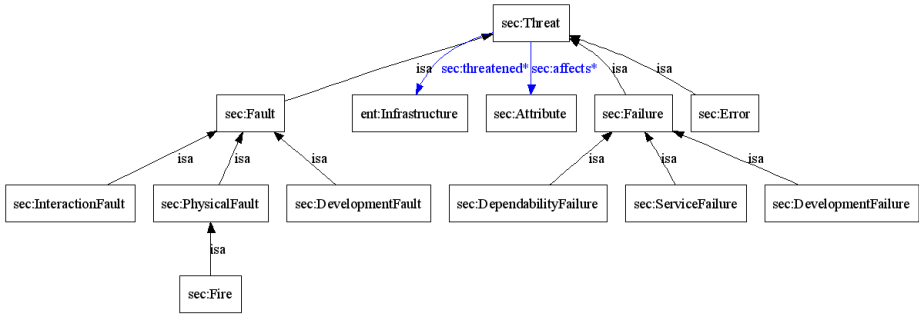 sec:Threat
isa
sec:threatened*
sec:affects*
isa
isa
sec:Fault
ent:Infrastructure
sec:Attribute
sec:Failure
sec:Error
isa
isa
isa
isa
isa
isa
sec:InteractionFault
sec:PhysicalFault
sec:DevelopmentFault
sec:DependabilityFailure
sec:ServiceFailure
sec:DevelopmentFailure
isa
sec:Fire